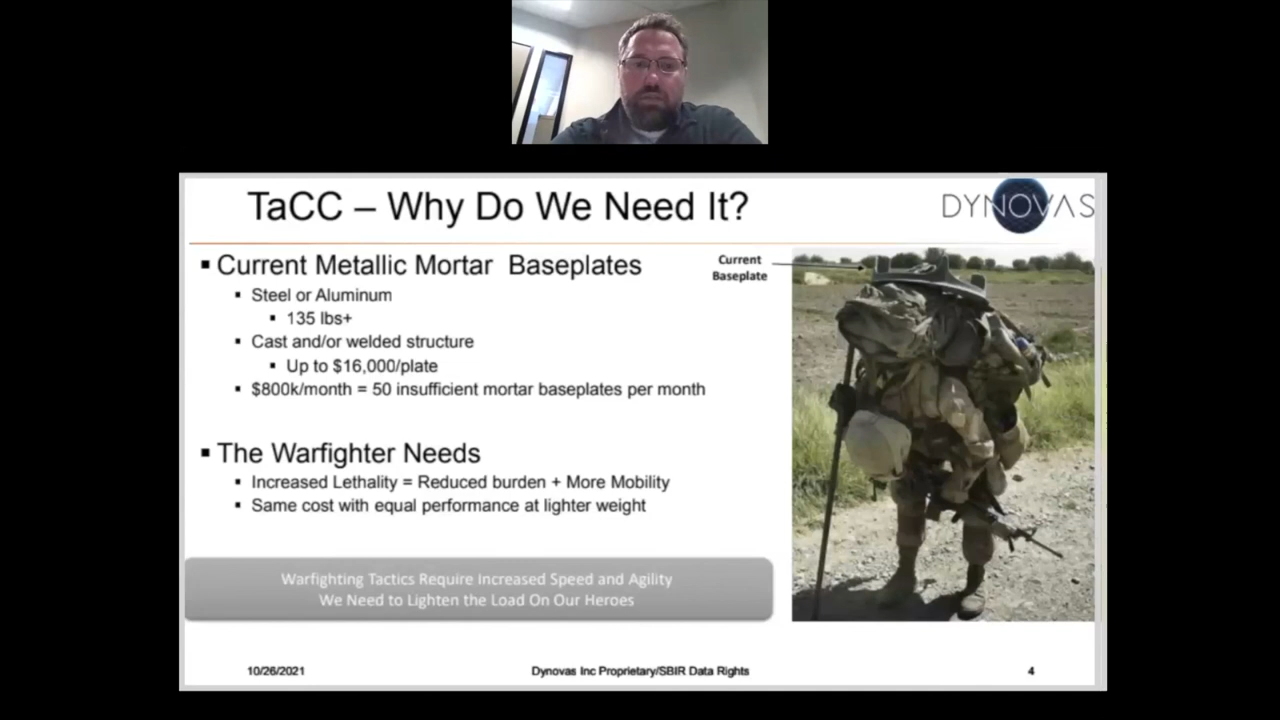 TaCC – Why Do We Need It?
DYNOVAS
▪ Current Metallic Mortar Baseplates
▪ Steel or Aluminum
▪ 135 lbs+
▪ Cast and/or welded structure
▪ Up to $16,000/plate
▪ $800k/month = 50 insufficient mortar baseplates per month
Current
Baseplate
▪ The Warfighter Needs
▪ Increased Lethality = Reduced burden + More Mobility
▪ Same cost with equal performance at lighter weight
Warfighting Tactics Require Increased Speed and Agility
We Need to Lighten the Load On Our Heroes
10/26/2021
Dynovas Inc Proprietary/SBIR Data Rights
4